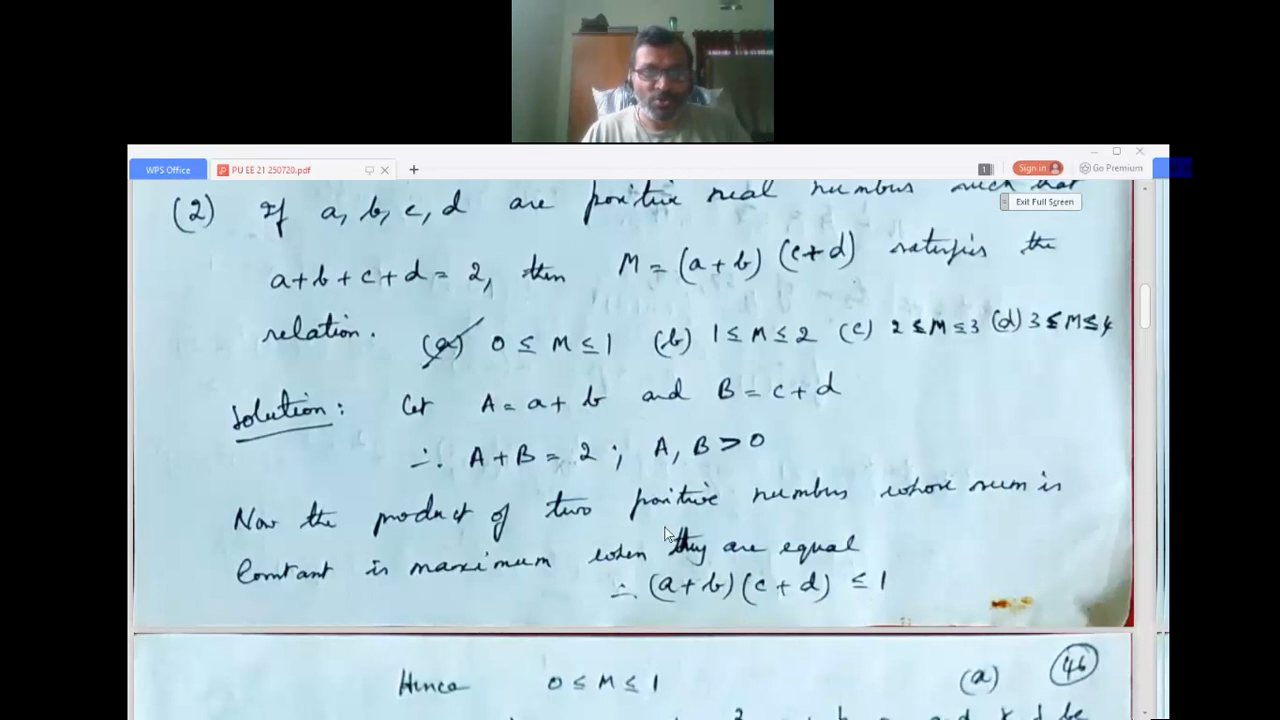 WPS Office
PU EE 21 250720.pdf
1
Sign in
Go Premium
Exit Full Screen
(2) If a, b, c, d are positive real numbers such that
a+b+c+d = 2, then M = (a+b) (c+d) satisfies the
relation. (a) 0 ≤ M ≤ 1 (b) 1 ≤ M ≤ 2 (c) 2 ≤ M ≤ 3 (d) 3 ≤ M ≤ 4
Solution: Let A = a+b and B = c+d
∴ A+B = 2 ; A, B > 0
Now the product of two positive numbers whose sum is
Constant is maximum when they are equal
∴ (a+b) (c+d) ≤ 1
46
Hence 0 ≤ M ≤ 1 (a)